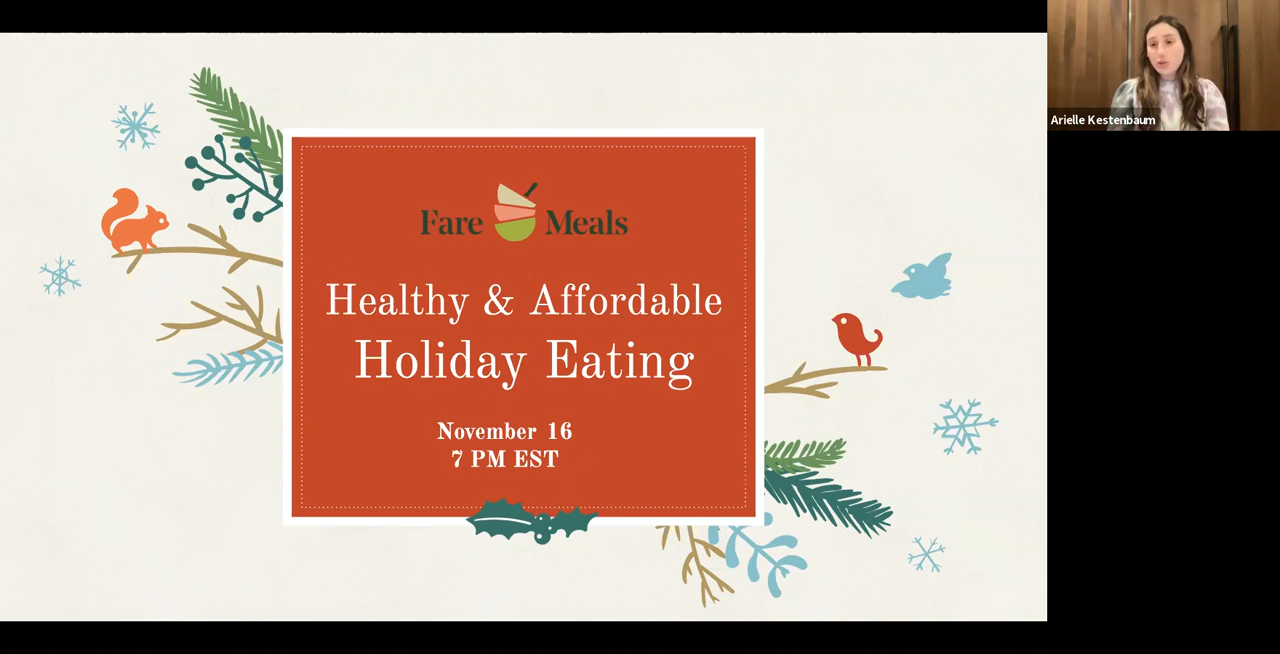 Fare Meals
Healthy & Affordable
Holiday Eating
November 16
7 PM EST
Arielle Kestenbaum